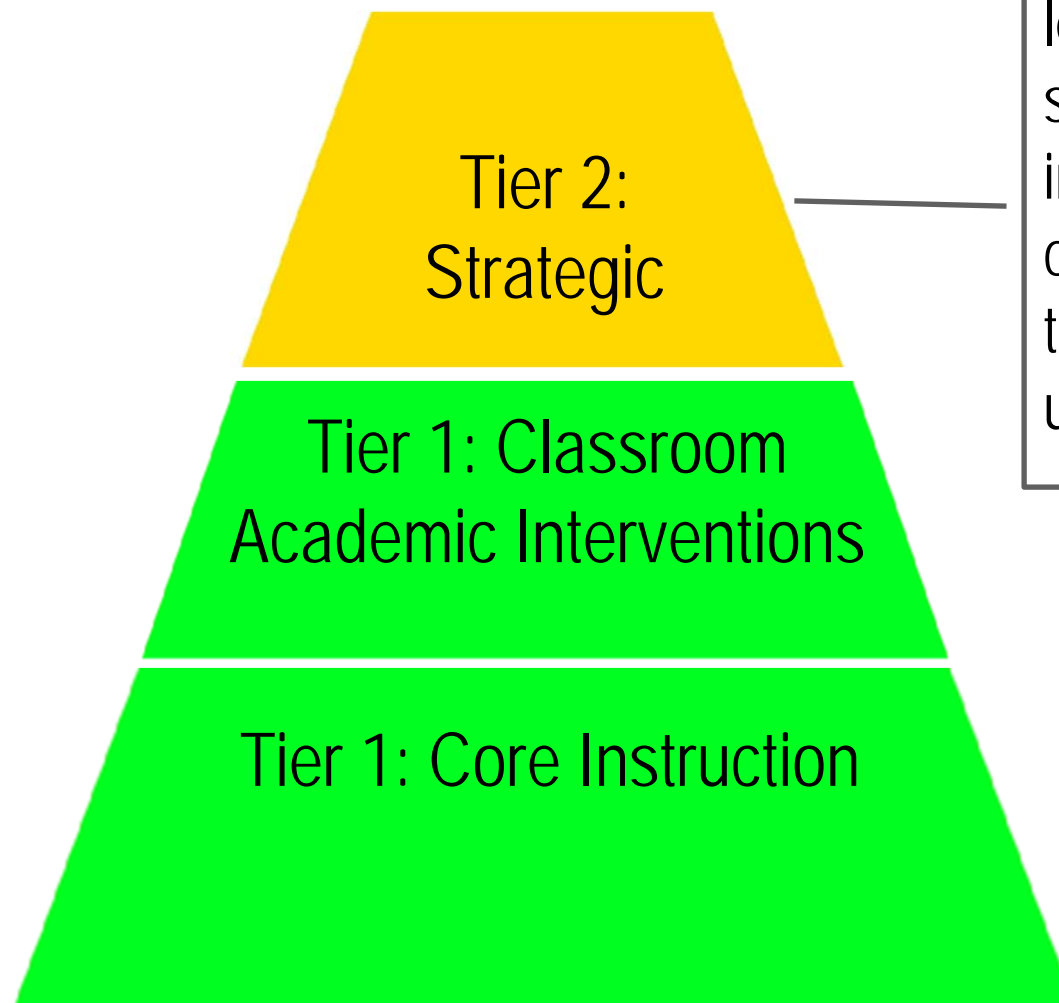 Tier 2:
Strategic
Tier 1: Classroom
Academic Interventions
Tier 1: Core Instruction